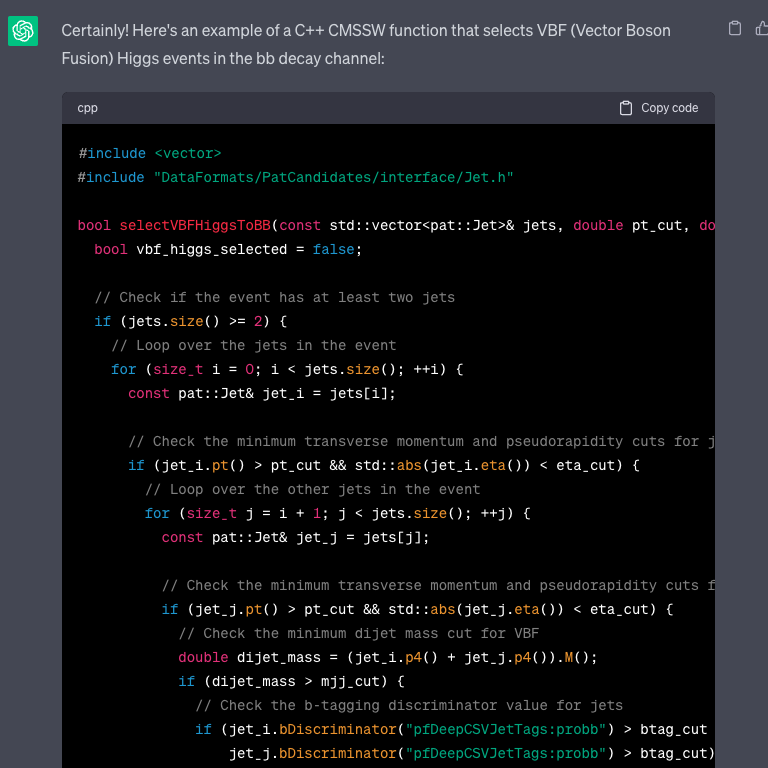 Certainly! Here's an example of a C++ CMSSW function that selects VBF (Vector Boson
Fusion) Higgs events in the bb decay channel:
cpp
Copy code
#include <vector>
#include "DataFormats/PatCandidates/interface/Jet.h"
bool selectVBFHiggsToBB(const std::vector<pat::Jet>& jets, double pt_cut, do
bool vbf_higgs_selected = false;
// Check if the event has at least two jets
if (jets.size() >= 2) {
// Loop over the jets in the event
for (size_t i = 0; i < jets.size(); ++i) {
const pat::Jet& jet_i = jets[i];
// Check the minimum transverse momentum and pseudorapidity cuts for j
if (jet_i.pt() > pt_cut && std::abs(jet_i.eta()) < eta_cut) {
// Loop over the other jets in the event
for (size_t j = i + 1; j < jets.size(); ++j) {
const pat::Jet& jet_j = jets[j];
// Check the minimum transverse momentum and pseudorapidity cuts f
if (jet_j.pt() > pt_cut && std::abs(jet_j.eta()) < eta_cut) {
// Check the minimum dijet mass cut for VBF
double dijet_mass = (jet_i.p4() + jet_j.p4()).M();
if (dijet_mass > mjj_cut) {
// Check the b-tagging discriminator value for jets
if (jet_i.bDiscriminator("pfDeepCSVJetTags:probb") > btag_cut
jet_j.bDiscriminator("pfDeepCSVJetTags:probb") > btag_cut)